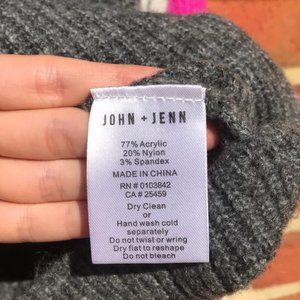 JOHN + JENN
77% Acrylic
20% Nylon
3% Spandex
MADE IN CHINA
RN # 0103842
CA # 25459
Dry Clean
or
Hand wash cold
separately
Do not twist or wring
Dry flat to reshape
Do not bleach